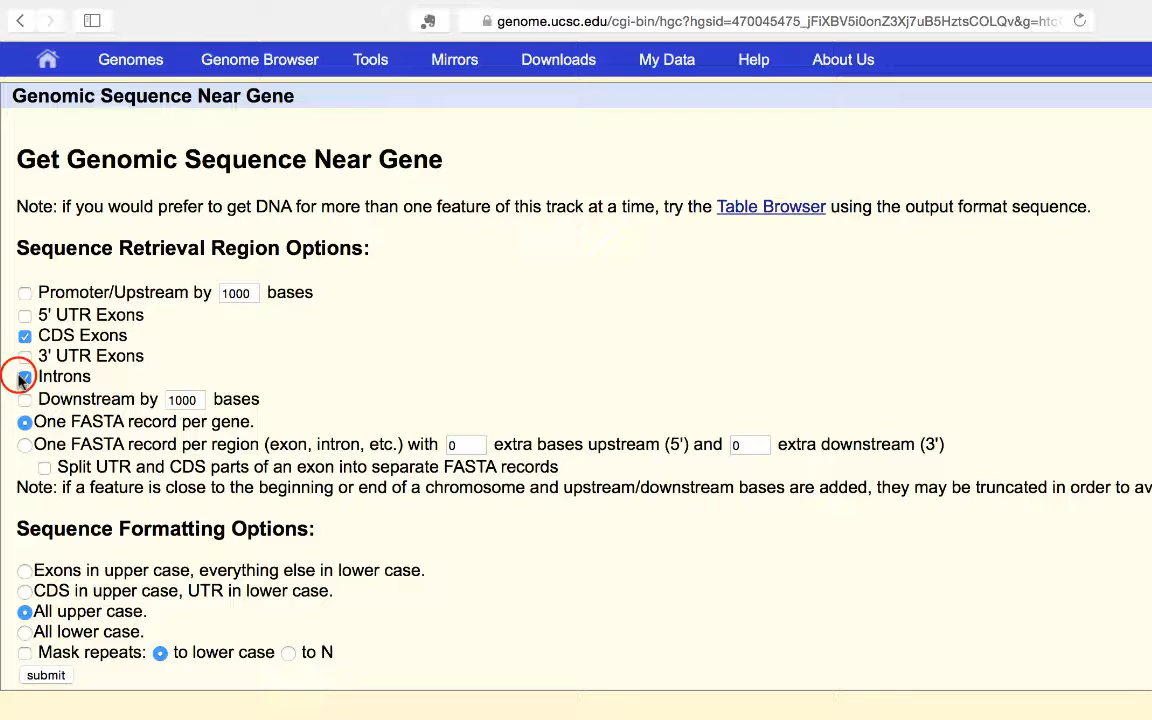 genome.ucsc.edu/cgi-bin/hgc?hgsid=470045475_jFiXBV5i0onZ3Xj7uB5HztsCOLQv&g=htc
Genomes Genome Browser Tools Mirrors Downloads My Data Help About Us
Genomic Sequence Near Gene
Get Genomic Sequence Near Gene
Note: if you would prefer to get DNA for more than one feature of this track at a time, try the Table Browser using the output format sequence.
Sequence Retrieval Region Options:
Promoter/Upstream by 1000 bases
5' UTR Exons
CDS Exons
3' UTR Exons
Introns
Downstream by 1000 bases
One FASTA record per gene.
One FASTA record per region (exon, intron, etc.) with 0 extra bases upstream (5') and 0 extra downstream (3')
Split UTR and CDS parts of an exon into separate FASTA records
Note: if a feature is close to the beginning or end of a chromosome and upstream/downstream bases are added, they may be truncated in order to av
Sequence Formatting Options:
Exons in upper case, everything else in lower case.
CDS in upper case, UTR in lower case.
All upper case.
All lower case.
Mask repeats: to lower case to N
submit